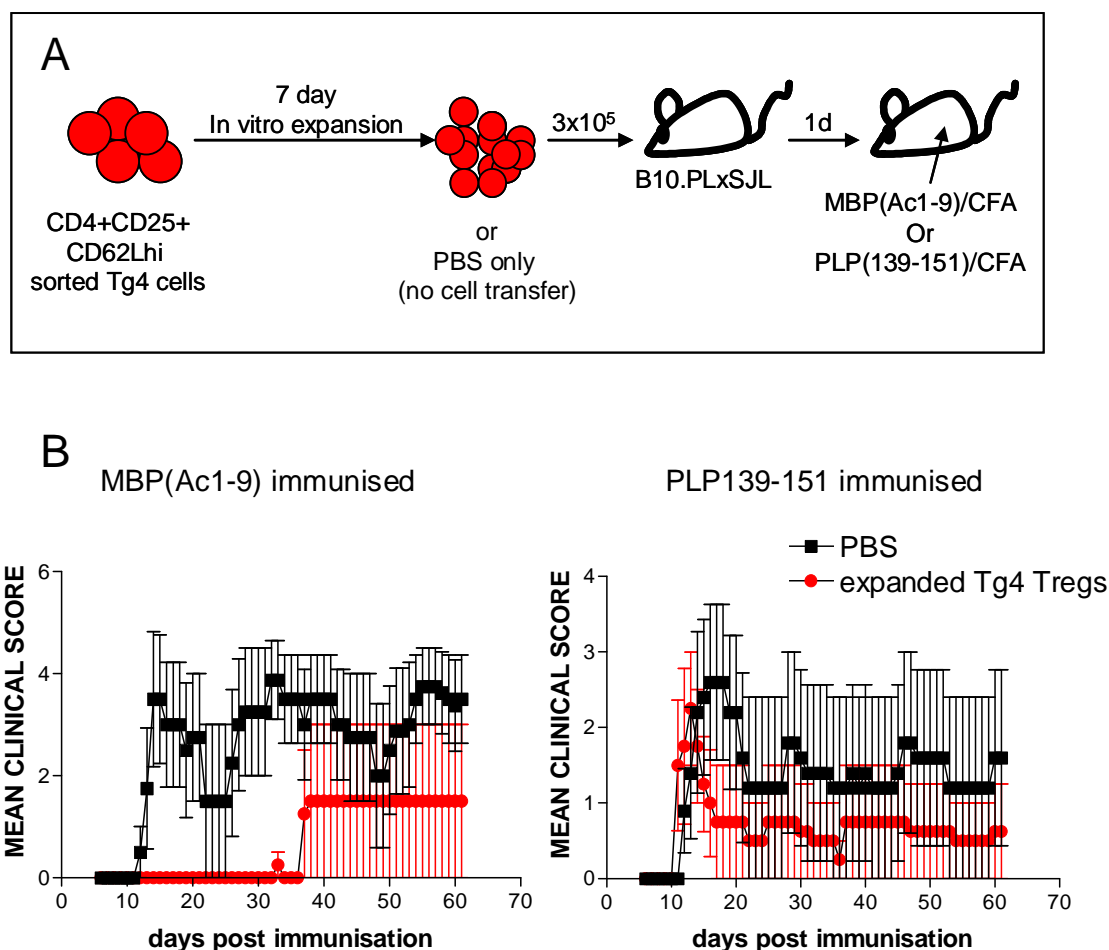 A
7 day
In vitro expansion
3x10⁵
1d
B10.PLxSJL
CD4+CD25+
CD62Lhi
sorted Tg4 cells
or
PBS only
(no cell transfer)
MBP(Ac1-9)/CFA
Or
PLP(139-151)/CFA
B
MBP(Ac1-9) immunised
MEAN CLINICAL SCORE
6
4
2
0
0 10 20 30 40 50 60 70
days post immunisation
PLP139-151 immunised
PBS
expanded Tg4 Tregs
MEAN CLINICAL SCORE
4
3
2
1
0
0 10 20 30 40 50 60 70
days post immunisation